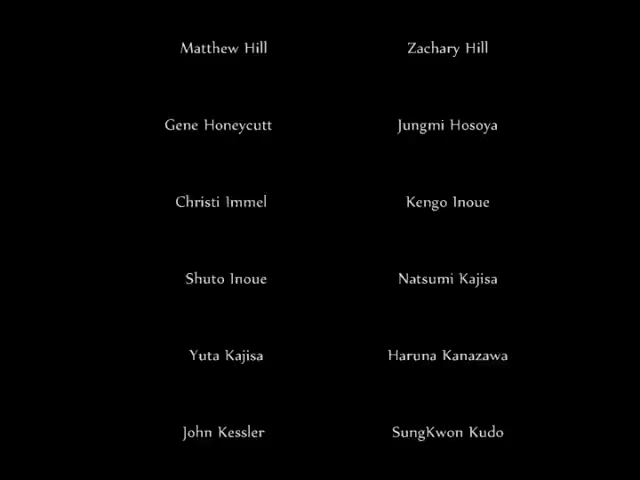 Matthew Hill Zachary Hill
Gene Honeycutt Jungmi Hosoya
Christi Immel Kengo Inoue
Shuto Inoue Natsumi Kajisa
Yuta Kajisa Haruna Kanazawa
John Kessler SungKwon Kudo